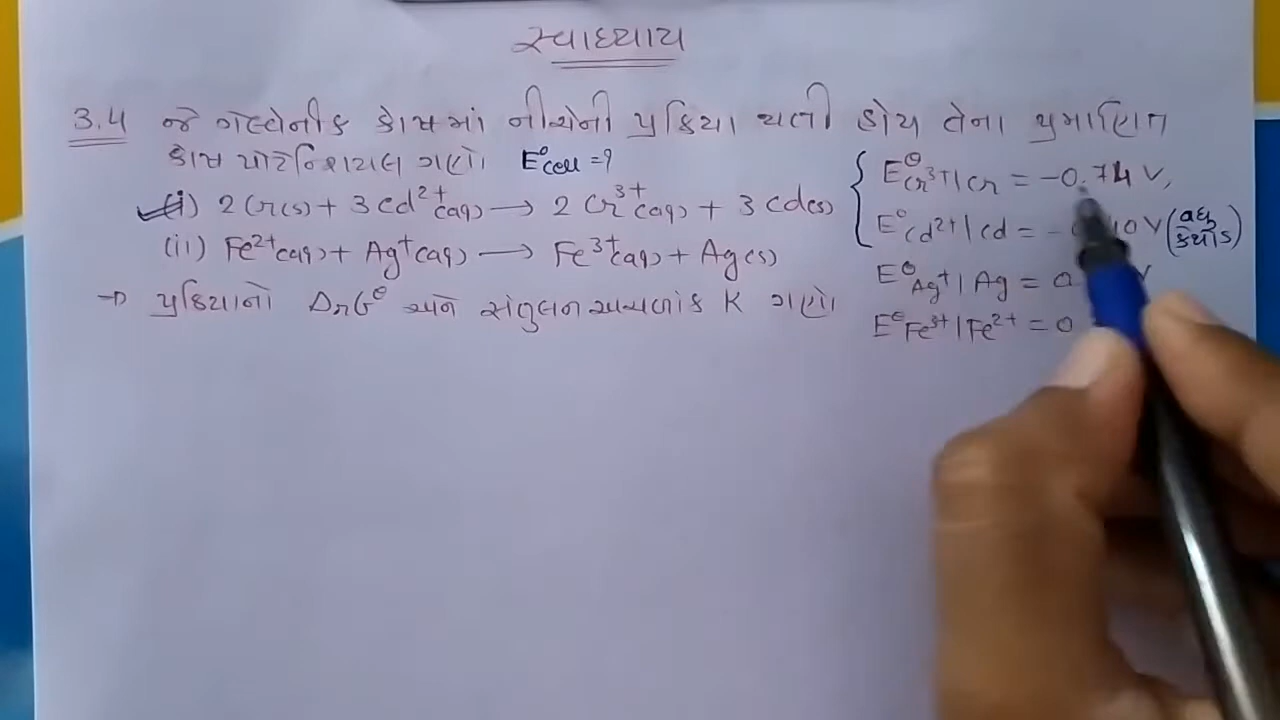 સ્વાધ્યાય
3.4 જે ગેલ્વેનીક કોષમાં નીચેની પ્રક્રિયા થતી હોય તેના પ્રમાણિત
કોષ પોટેન્શિયલ ગણો. E°cell = ?
(i) 2Cr(s) + 3Cd²⁺(aq) → 2Cr³⁺(aq) + 3Cd(s)
(ii) Fe²⁺(aq) + Ag⁺(aq) → Fe³⁺(aq) + Ag(s)
→ પ્રક્રિયાનો ΔrG° અને સંતુલન અચળાંક K ગણો.
E°Cr³⁺|Cr = -0.74 V,
E°Cd²⁺|Cd = - 40 V (કેથોડ)
E°Ag⁺|Ag = 0 V
E°Fe³⁺|Fe²⁺ = 0